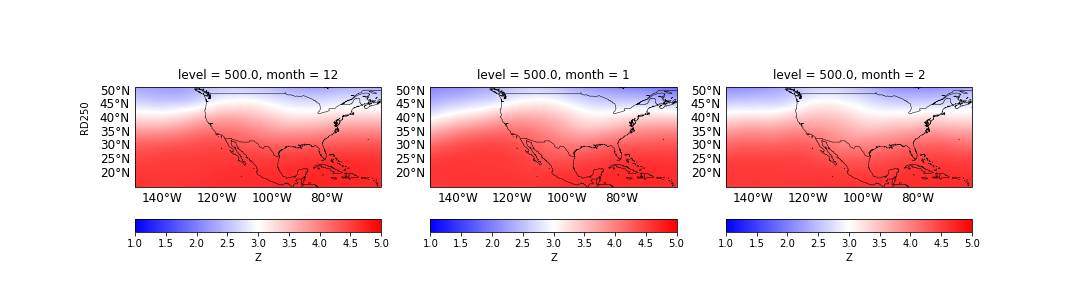 level = 500.0, month = 12
level = 500.0, month = 1
level = 500.0, month = 2
RD250
50°N
45°N
40°N
35°N
30°N
25°N
20°N
140°W 120°W 100°W 80°W
50°N
45°N
40°N
35°N
30°N
25°N
20°N
140°W 120°W 100°W 80°W
50°N
45°N
40°N
35°N
30°N
25°N
20°N
140°W 120°W 100°W 80°W
1.0 1.5 2.0 2.5 3.0 3.5 4.0 4.5 5.0
Z
1.0 1.5 2.0 2.5 3.0 3.5 4.0 4.5 5.0
Z
1.0 1.5 2.0 2.5 3.0 3.5 4.0 4.5 5.0
Z